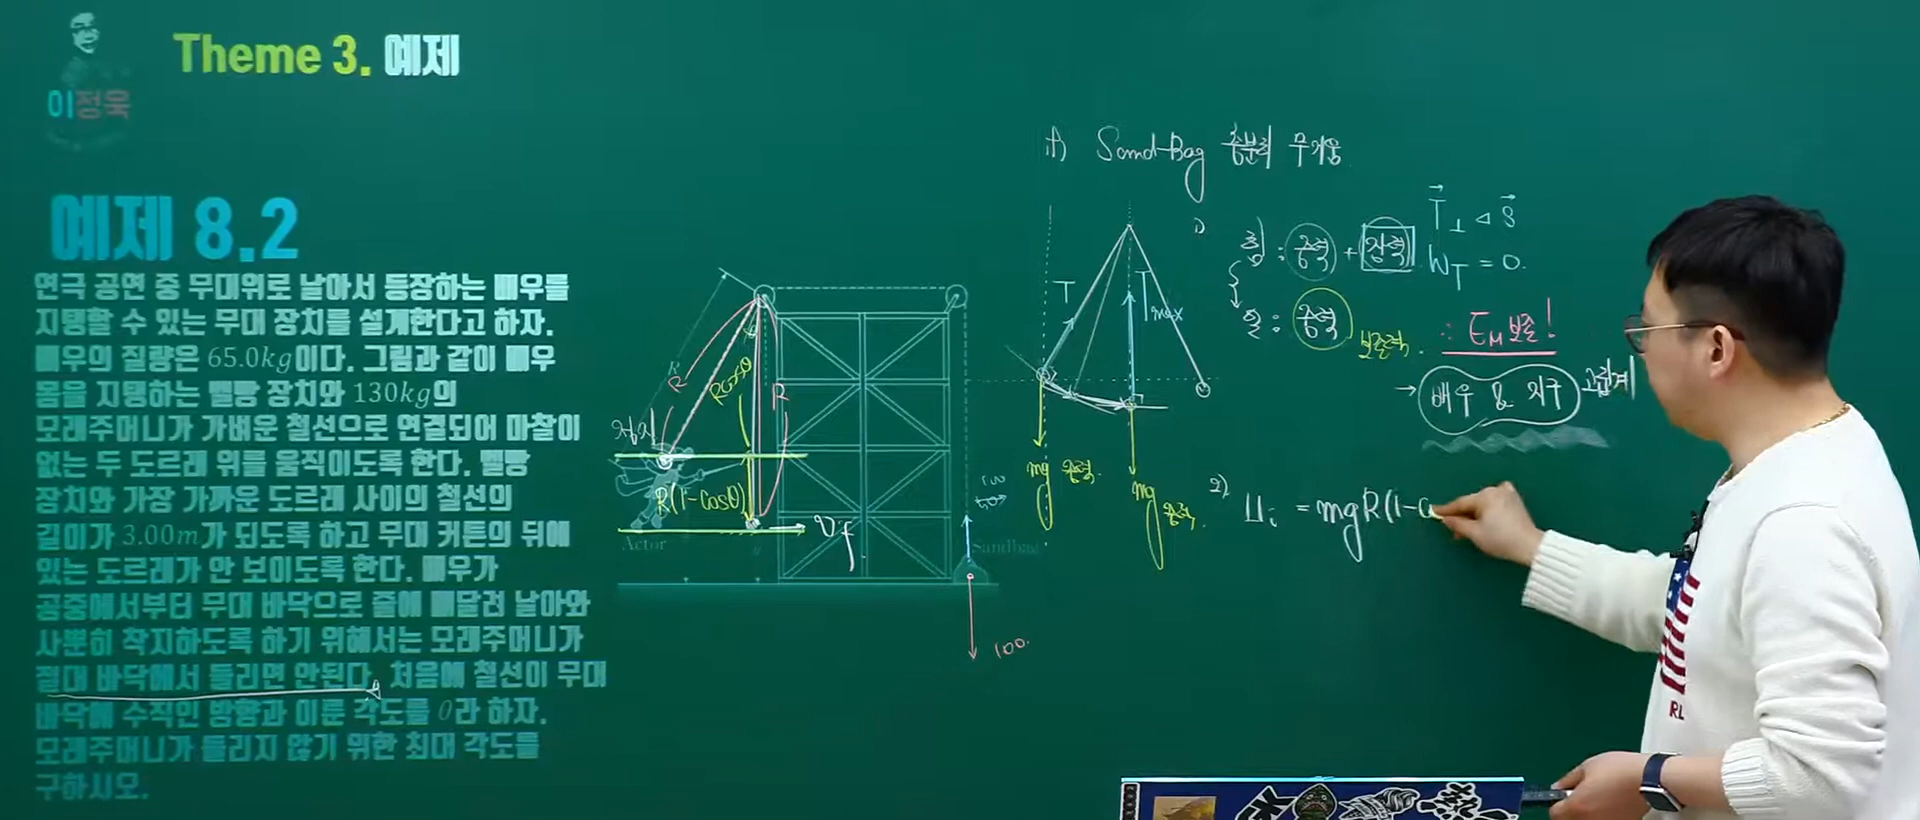 Theme 3. 예제
이정욱
예제 8.2
연극 공연 중 무대위로 날아서 등장하는 배우를
지탱할 수 있는 무대 장치를 설계한다고 하자.
배우의 질량은 65.0kg이다. 그림과 같이 배우
몸을 지탱하는 멜빵 장치와 130kg의
모래주머니가 가벼운 철선으로 연결되어 마찰이
없는 두 도르래 위를 움직이도록 한다. 멜빵
장치와 가장 가까운 도르래 사이의 철선의
길이가 3.00m가 되도록 하고 무대 커튼의 뒤에
있는 도르래가 안 보이도록 한다. 배우가
공중에서부터 무대 바닥으로 줄에 매달려 날아와
사뿐히 착지하도록 하기 위해서는 모래주머니가
절대 바닥에서 들리면 안된다. 처음에 철선이 무대
바닥에 수직인 방향과 이룬 각도를 θ라 하자.
모래주머니가 들리지 않기 위한 최대 각도를
구하시오.
R
R
Rcosθ
R
R(1-Cosθ)
Vf
Actor
Sandbag
100
100.
if) Sand-Bag 충분히 무거움
1) 힘 : 중력 + 장력
T⊥ △ S
W_T = 0.
일 : 중력 보존력.
∴ E_M 보존!
→ 배우 & 지구 고립계
T
T max
mg 중력.
mg 중력.
2) U_i = mgR(1-C